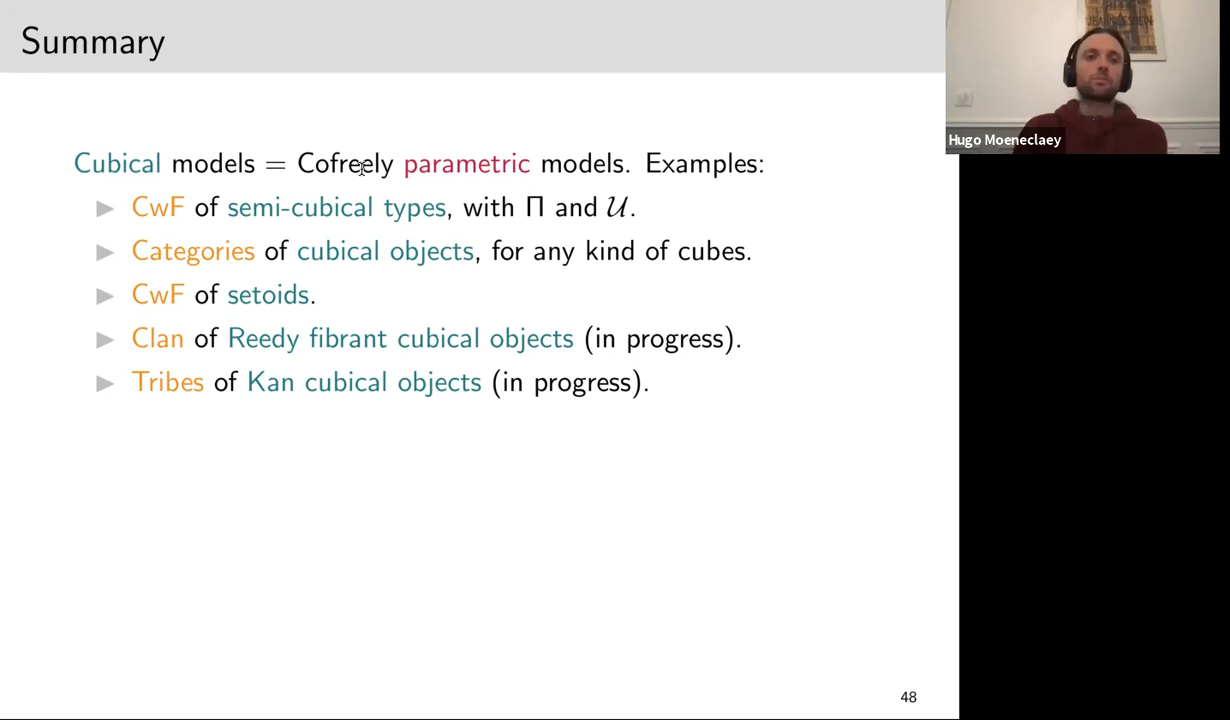 Summary
Cubical models = Cofreely parametric models. Examples:
▶ CwF of semi-cubical types, with Π and 𝒰.
▶ Categories of cubical objects, for any kind of cubes.
▶ CwF of setoids.
▶ Clan of Reedy fibrant cubical objects (in progress).
▶ Tribes of Kan cubical objects (in progress).
48
Hugo Moeneclaey